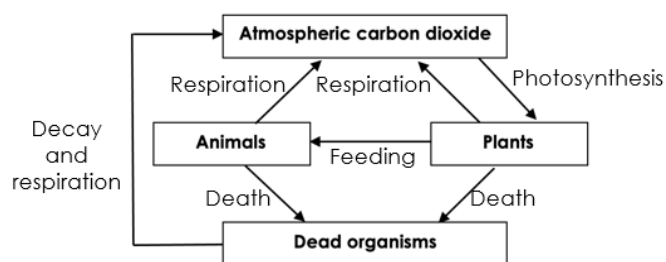 Atmospheric carbon dioxide
Respiration
Respiration
Photosynthesis
Decay
and
respiration
Animals
Feeding
Plants
Death
Death
Dead organisms